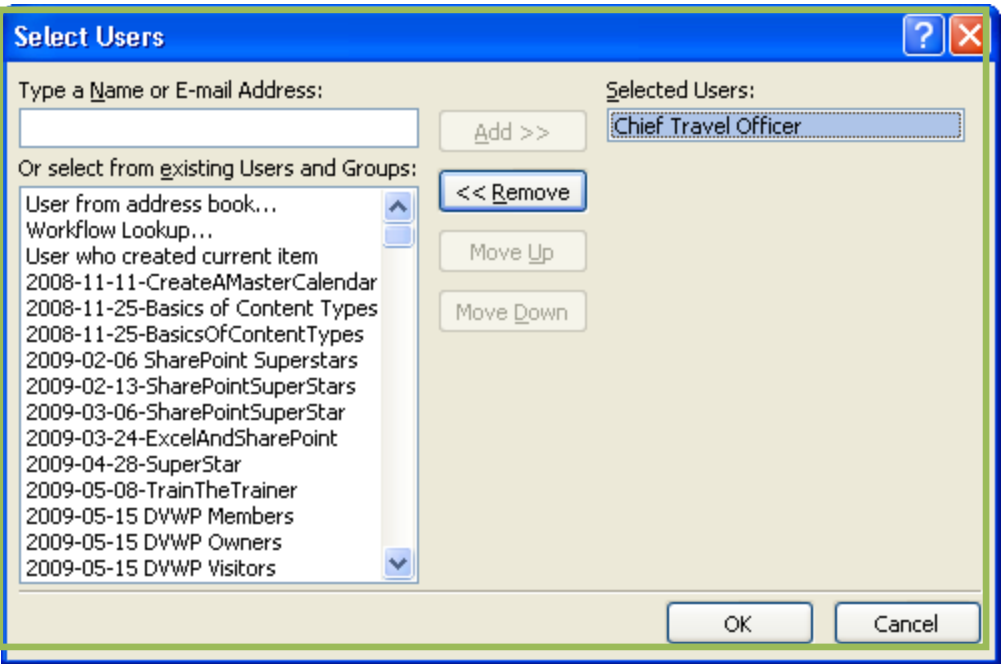 Select Users
Type a Name or E-mail Address:
Selected Users:
Add >>
Chief Travel Officer
Or select from existing Users and Groups:
<< Remove
User from address book...
Workflow Lookup...
User who created current item
Move Up
2008-11-11-CreateAMasterCalendar
2008-11-25-Basics of Content Types
Move Down
2008-11-25-BasicsOfContentTypes
2009-02-06 SharePoint Superstars
2009-02-13-SharePointSuperStars
2009-03-06-SharePointSuperStar
2009-03-24-ExcelAndSharePoint
2009-04-28-SuperStar
2009-05-08-TrainTheTrainer
2009-05-15 DVWP Members
2009-05-15 DVWP Owners
2009-05-15 DVWP Visitors
OK
Cancel